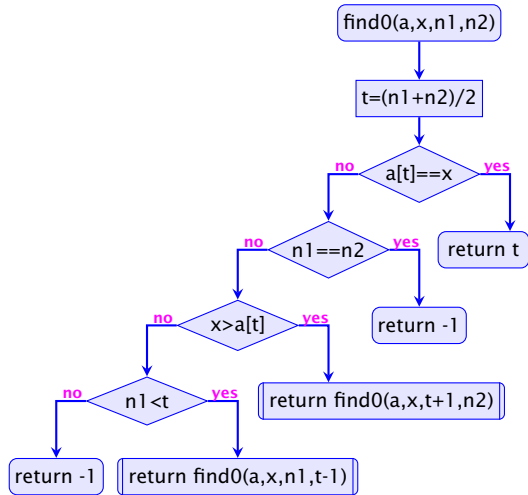 find0(a,x,n1,n2)
t=(n1+n2)/2
a[t]==x
no
yes
n1==n2
return t
no
yes
x>a[t]
return -1
no
yes
n1<t
return find0(a,x,t+1,n2)
no
yes
return -1
return find0(a,x,n1,t-1)